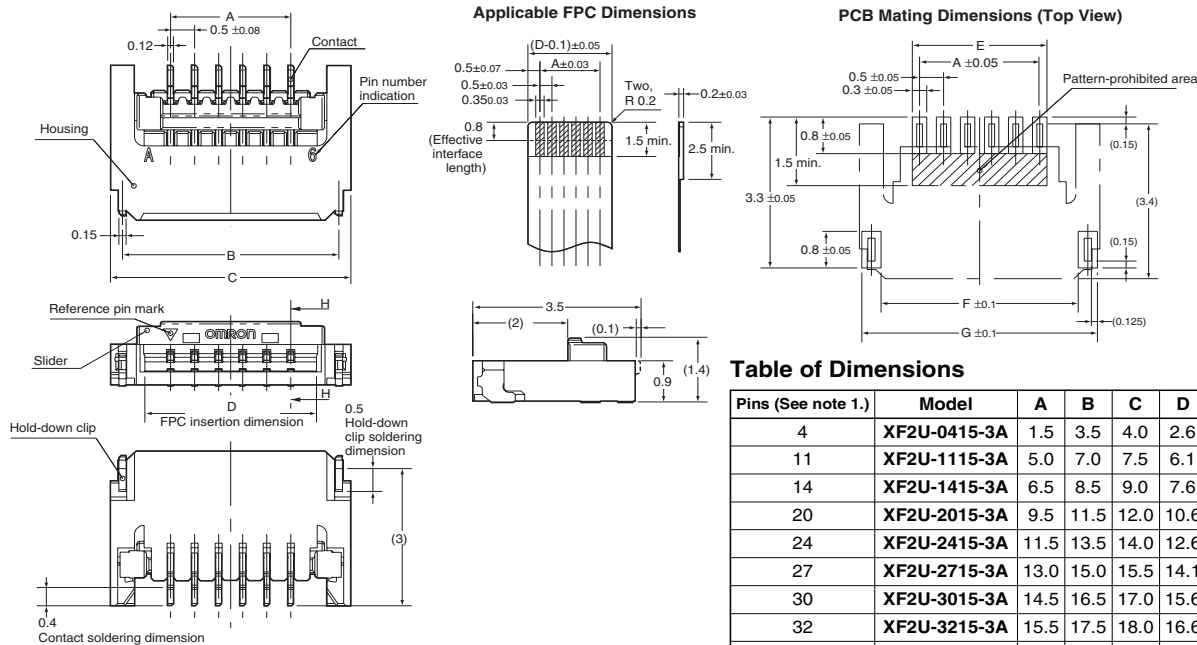 A
0.5 ±0.08
0.12
Contact
Pin number
indication
Housing
A
6
0.15
B
C
Reference pin mark
H
OMRON
Slider
H
D
FPC insertion dimension
Hold-down clip
0.5
Hold-down
clip soldering
dimension
(3)
0.4
Contact soldering dimension
Applicable FPC Dimensions
(D-0.1)±0.05
0.5±0.07
A±0.03
0.5±0.03
0.35 0.03
Two,
R 0.2
0.2±0.03
0.8
(Effective
interface
length)
1.5 min.
2.5 min.
3.5
(2)
(0.1)
0.9
(1.4)
PCB Mating Dimensions (Top View)
E
A ±0.05
0.5 ±0.05
0.3 ±0.05
Pattern-prohibited area
0.8 ±0.05
(0.15)
1.5 min.
3.3 ±0.05
(3.4)
0.8 ±0.05
(0.15)
F ±0.1
G ±0.1
(0.125)
Table of Dimensions
Pins (See note 1.) Model A B C D
4 XF2U-0415-3A 1.5 3.5 4.0 2.6
11 XF2U-1115-3A 5.0 7.0 7.5 6.1
14 XF2U-1415-3A 6.5 8.5 9.0 7.6
20 XF2U-2015-3A 9.5 11.5 12.0 10.6
24 XF2U-2415-3A 11.5 13.5 14.0 12.6
27 XF2U-2715-3A 13.0 15.0 15.5 14.1
30 XF2U-3015-3A 14.5 16.5 17.0 15.6
32 XF2U-3215-3A 15.5 17.5 18.0 16.6